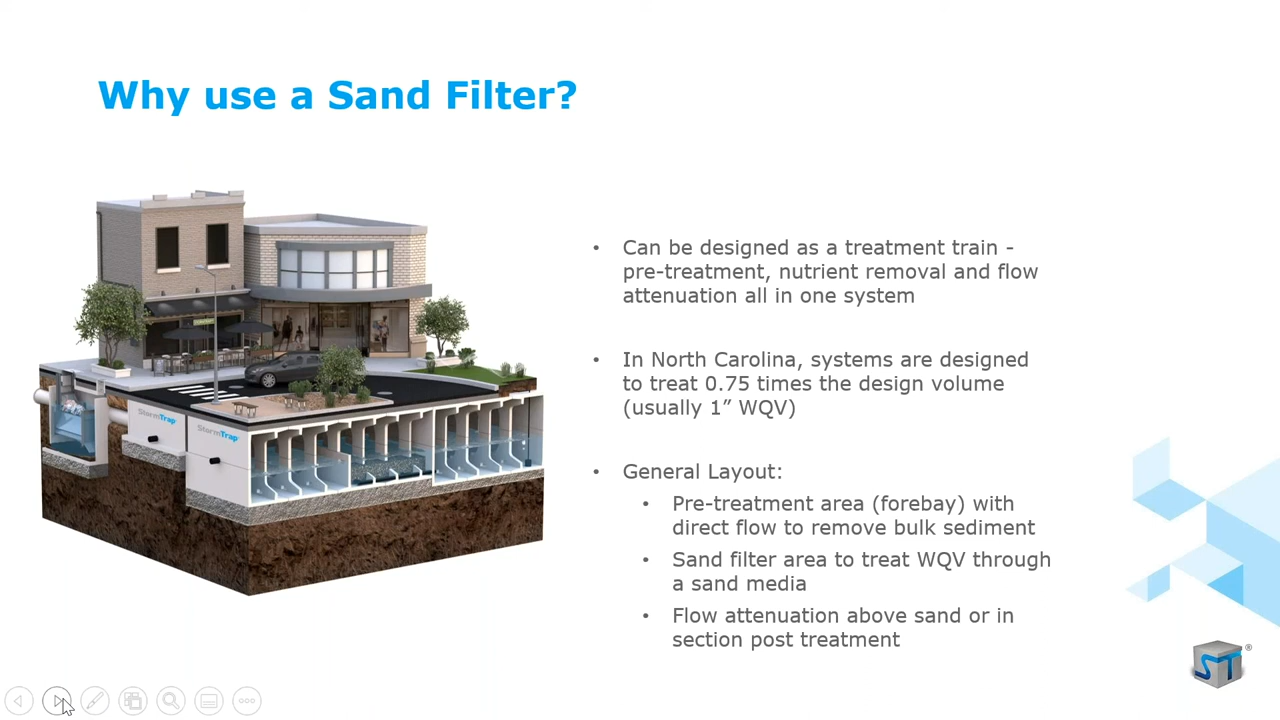 Why use a Sand Filter?
• Can be designed as a treatment train -
pre-treatment, nutrient removal and flow
attenuation all in one system
• In North Carolina, systems are designed
to treat 0.75 times the design volume
(usually 1” WQV)
• General Layout:
• Pre-treatment area (forebay) with
direct flow to remove bulk sediment
• Sand filter area to treat WQV through
a sand media
• Flow attenuation above sand or in
section post treatment
StormTrap
StormTrap
ST®